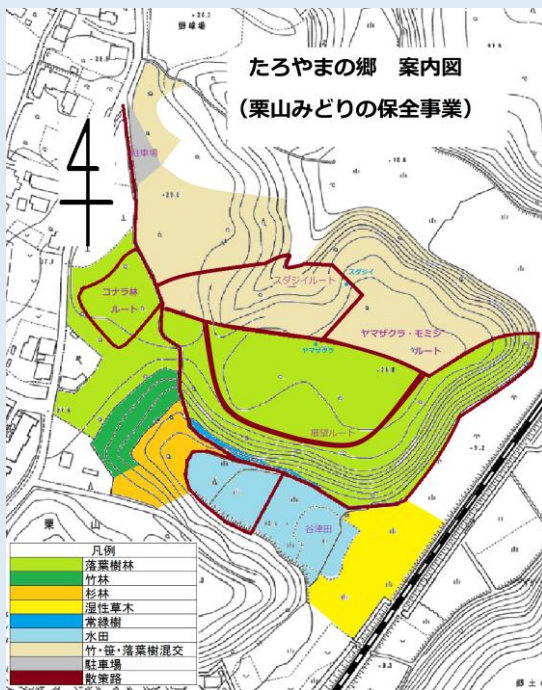 野球場
たろやまの郷　案内図
（栗山みどりの保全事業）
駐車場
スダジイ
スダジイルート
コナラ林
ルート
ヤマザクラ・モミジ
ルート
ヤマザクラ
展望ルート
谷津田
栗山
凡例
落葉樹林
竹林
杉林
湿性草木
常緑樹
水田
竹・笹・落葉樹混交
駐車場
散策路